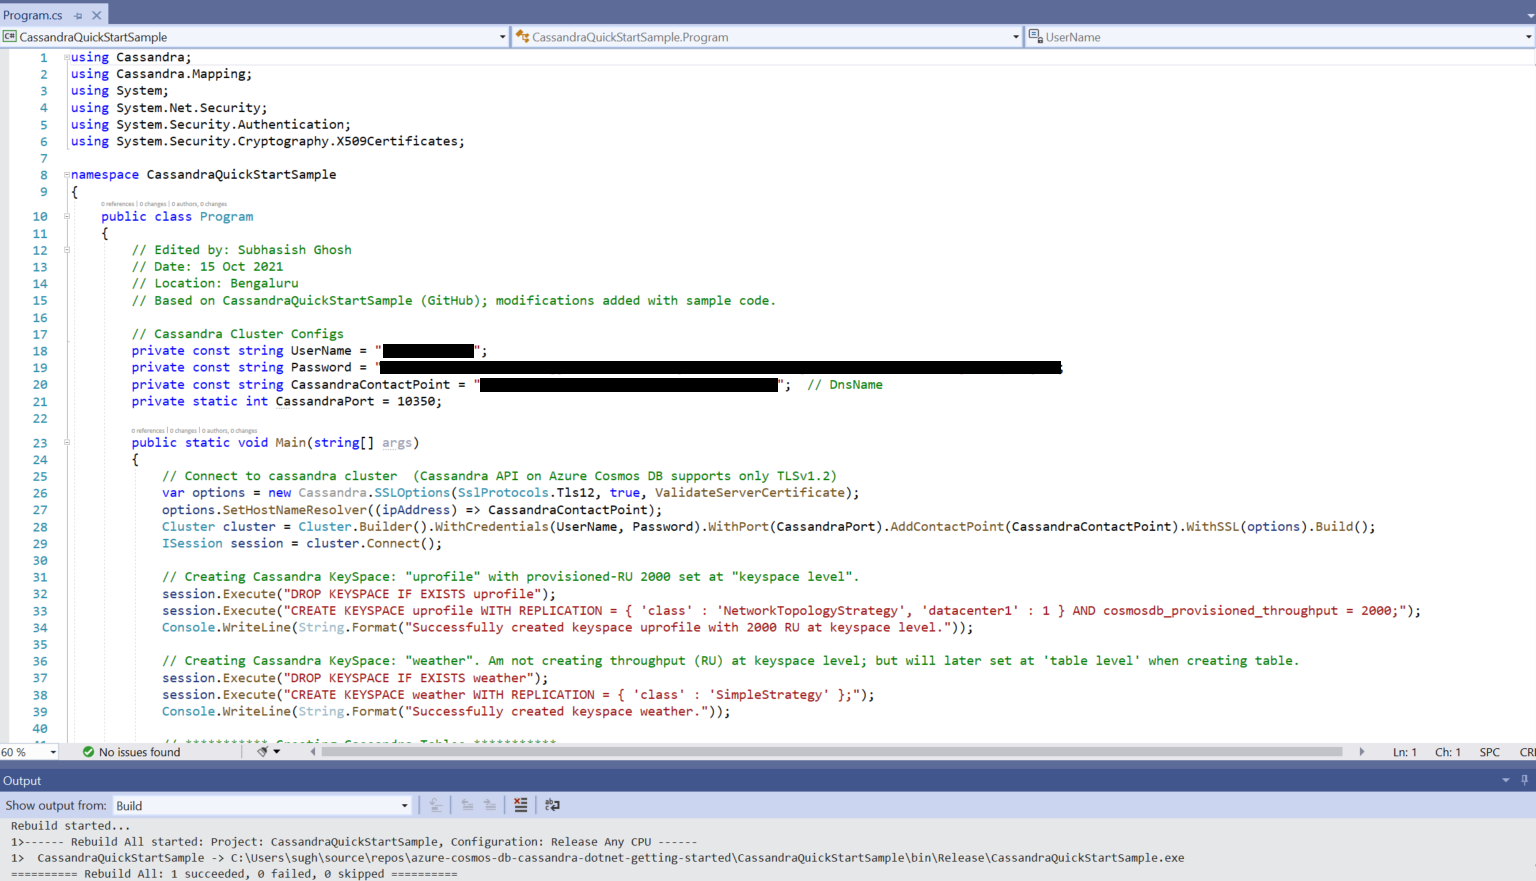 Program.cs
CassandraQuickStartSample
CassandraQuickStartSample.Program
UserName
1 using Cassandra;
2 using Cassandra.Mapping;
3 using System;
4 using System.Net.Security;
5 using System.Security.Authentication;
6 using System.Security.Cryptography.X509Certificates;
7
8 namespace CassandraQuickStartSample
9 {
0 references | 0 changes | 0 authors, 0 changes
10 public class Program
11 {
12 // Edited by: Subhasish Ghosh
13 // Date: 15 Oct 2021
14 // Location: Bengaluru
15 // Based on CassandraQuickStartSample (GitHub); modifications added with sample code.
16
17 // Cassandra Cluster Configs
18 private const string UserName = "";
19 private const string Password = "
20 private const string CassandraContactPoint = ""; // DnsName
21 private static int CassandraPort = 10350;
22
0 references | 0 changes | 0 authors, 0 changes
23 public static void Main(string[] args)
24 {
25 // Connect to cassandra cluster (Cassandra API on Azure Cosmos DB supports only TLSv1.2)
26 var options = new Cassandra.SSLOptions(SslProtocols.Tls12, true, ValidateServerCertificate);
27 options.SetHostNameResolver((ipAddress) => CassandraContactPoint);
28 Cluster cluster = Cluster.Builder().WithCredentials(UserName, Password).WithPort(CassandraPort).AddContactPoint(CassandraContactPoint).WithSSL(options).Build();
29 ISession session = cluster.Connect();
30
31 // Creating Cassandra KeySpace: "uprofile" with provisioned-RU 2000 set at "keyspace level".
32 session.Execute("DROP KEYSPACE IF EXISTS uprofile");
33 session.Execute("CREATE KEYSPACE uprofile WITH REPLICATION = { 'class' : 'NetworkTopologyStrategy', 'datacenter1' : 1 } AND cosmosdb_provisioned_throughput = 2000;");
34 Console.WriteLine(String.Format("Successfully created keyspace uprofile with 2000 RU at keyspace level."));
35
36 // Creating Cassandra KeySpace: "weather". Am not creating throughput (RU) at keyspace level; but will later set at 'table level' when creating table.
37 session.Execute("DROP KEYSPACE IF EXISTS weather");
38 session.Execute("CREATE KEYSPACE weather WITH REPLICATION = { 'class' : 'SimpleStrategy' };");
39 Console.WriteLine(String.Format("Successfully created keyspace weather."));
40
60 %
No issues found
Ln: 1 Ch: 1 SPC
Output
Show output from: Build
Rebuild started...
1>------ Rebuild All started: Project: CassandraQuickStartSample, Configuration: Release Any CPU ------
1> CassandraQuickStartSample -> C:\Users\sugh\source\repos\azure-cosmos-db-cassandra-dotnet-getting-started\CassandraQuickStartSample\bin\Release\CassandraQuickStartSample.exe
========== Rebuild All: 1 succeeded, 0 failed, 0 skipped ==========